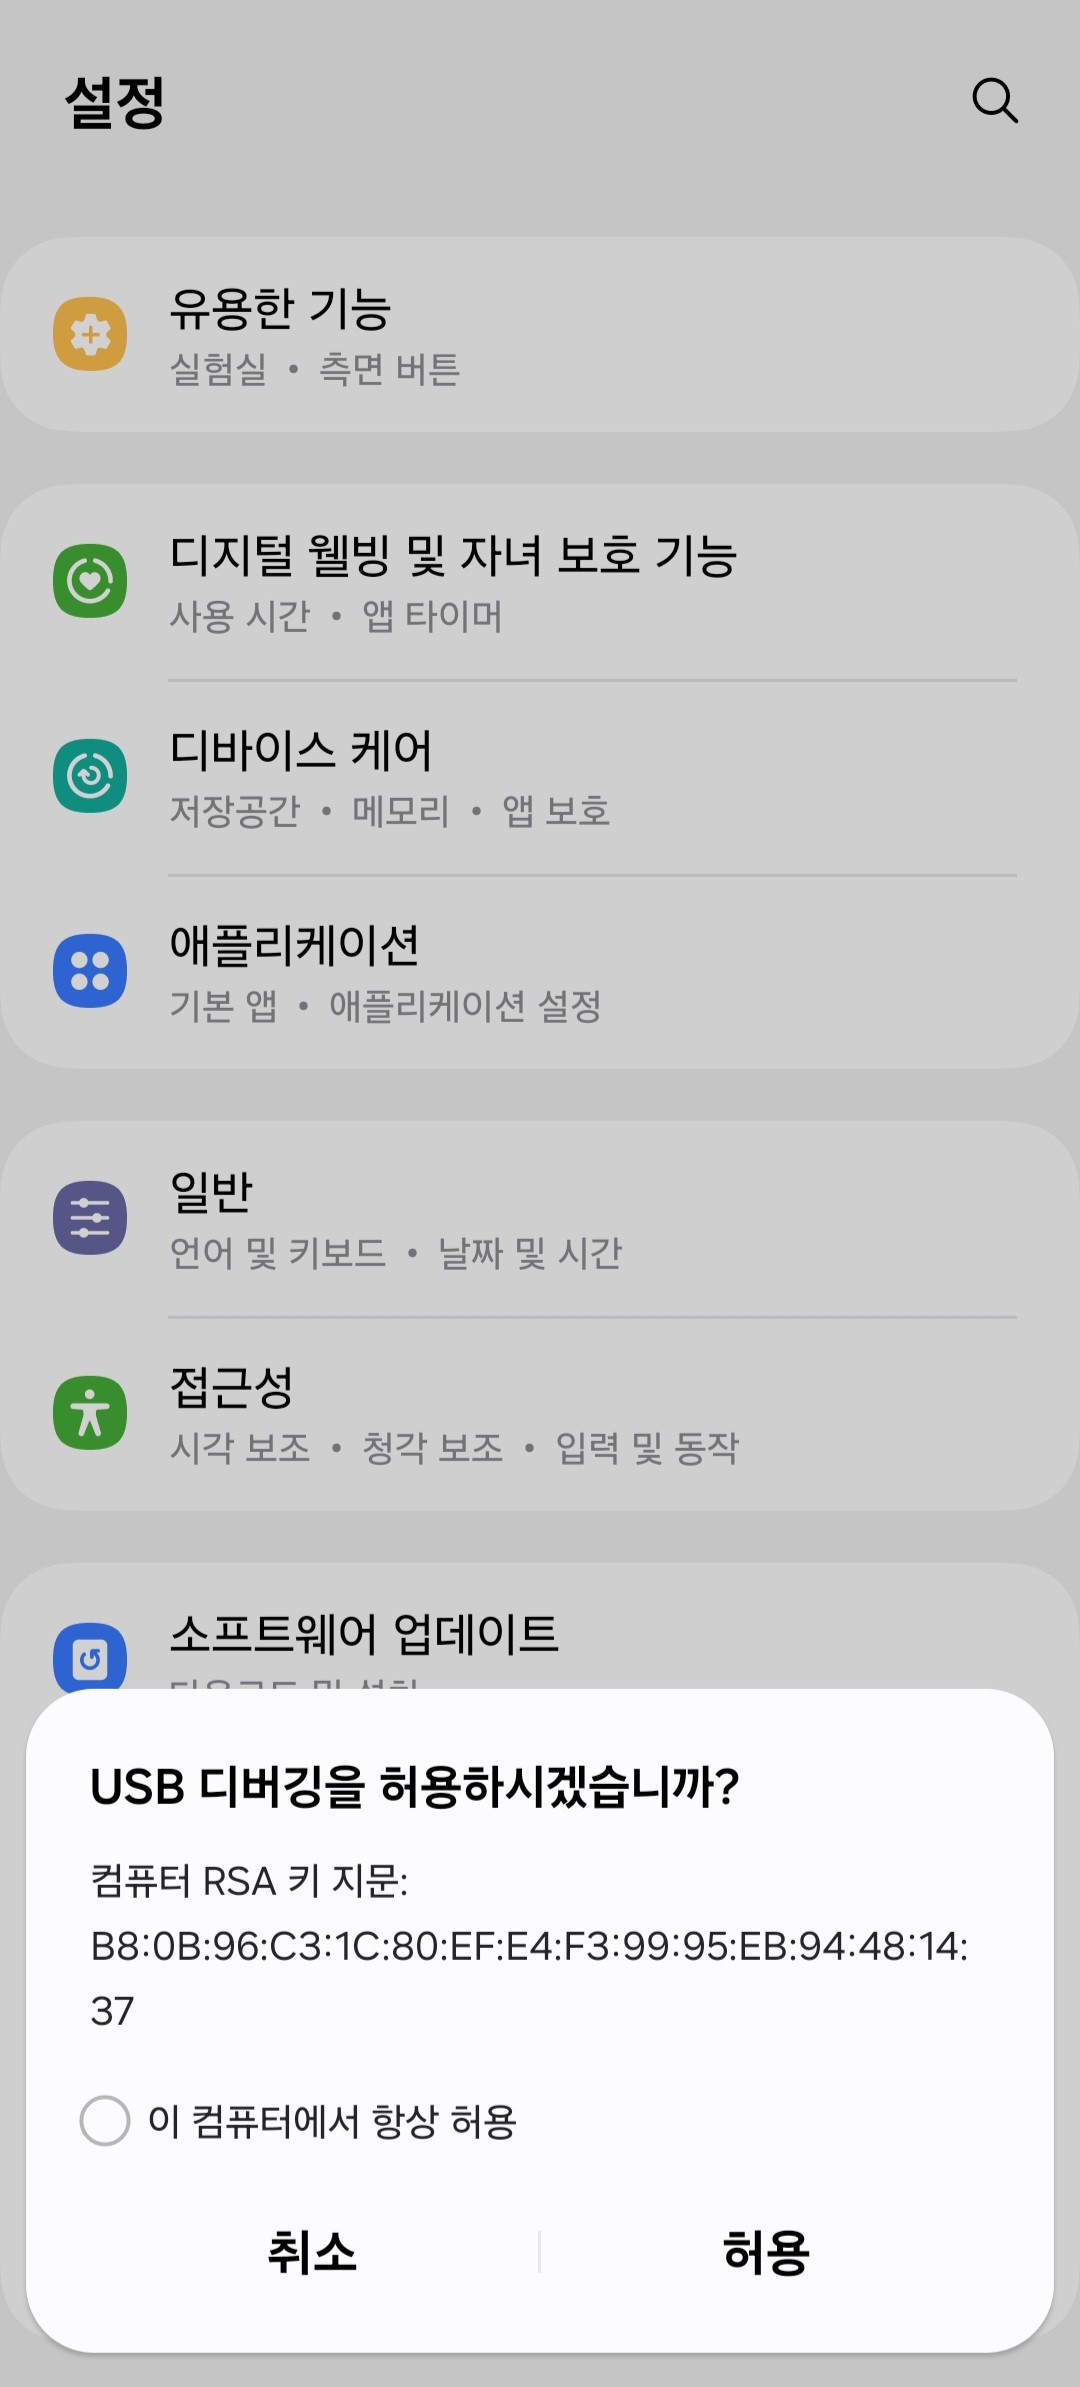 설정
유용한 기능
실험실 • 측면 버튼
디지털 웰빙 및 자녀 보호 기능
사용 시간 • 앱 타이머
디바이스 케어
저장공간 • 메모리 • 앱 보호
애플리케이션
기본 앱 • 애플리케이션 설정
일반
언어 및 키보드 • 날짜 및 시간
접근성
시각 보조 • 청각 보조 • 입력 및 동작
소프트웨어 업데이트
USB 디버깅을 허용하시겠습니까?
컴퓨터 RSA 키 지문:
B8:0B:96:C3:1C:80:EF:E4:F3:99:95:EB:94:48:14:
37
이 컴퓨터에서 항상 허용
취소
허용